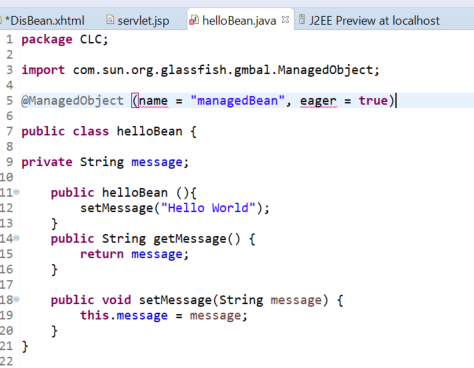 *DisBean.xhtml servlet.jsp helloBean.java J2EE Preview at localhost
1 package CLC;
2
3 import com.sun.org.glassfish.gmbal.ManagedObject;
4
5 @ManagedObject (name = "managedBean", eager = true)
6
7 public class helloBean {
8
9 private String message;
10
11 public helloBean (){
12 setMessage("Hello World");
13 }
14 public String getMessage() {
15 return message;
16 }
17
18 public void setMessage(String message) {
19 this.message = message;
20 }
21 }
22